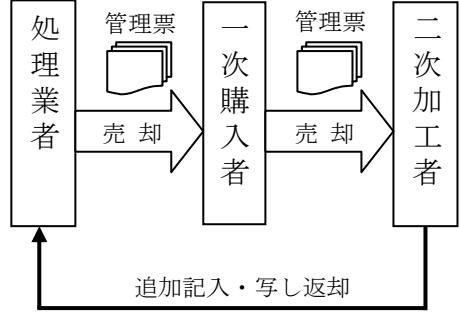 処理業者
管理票
売却
一次購入者
管理票
売却
二次加工者
追加記入・写し返却